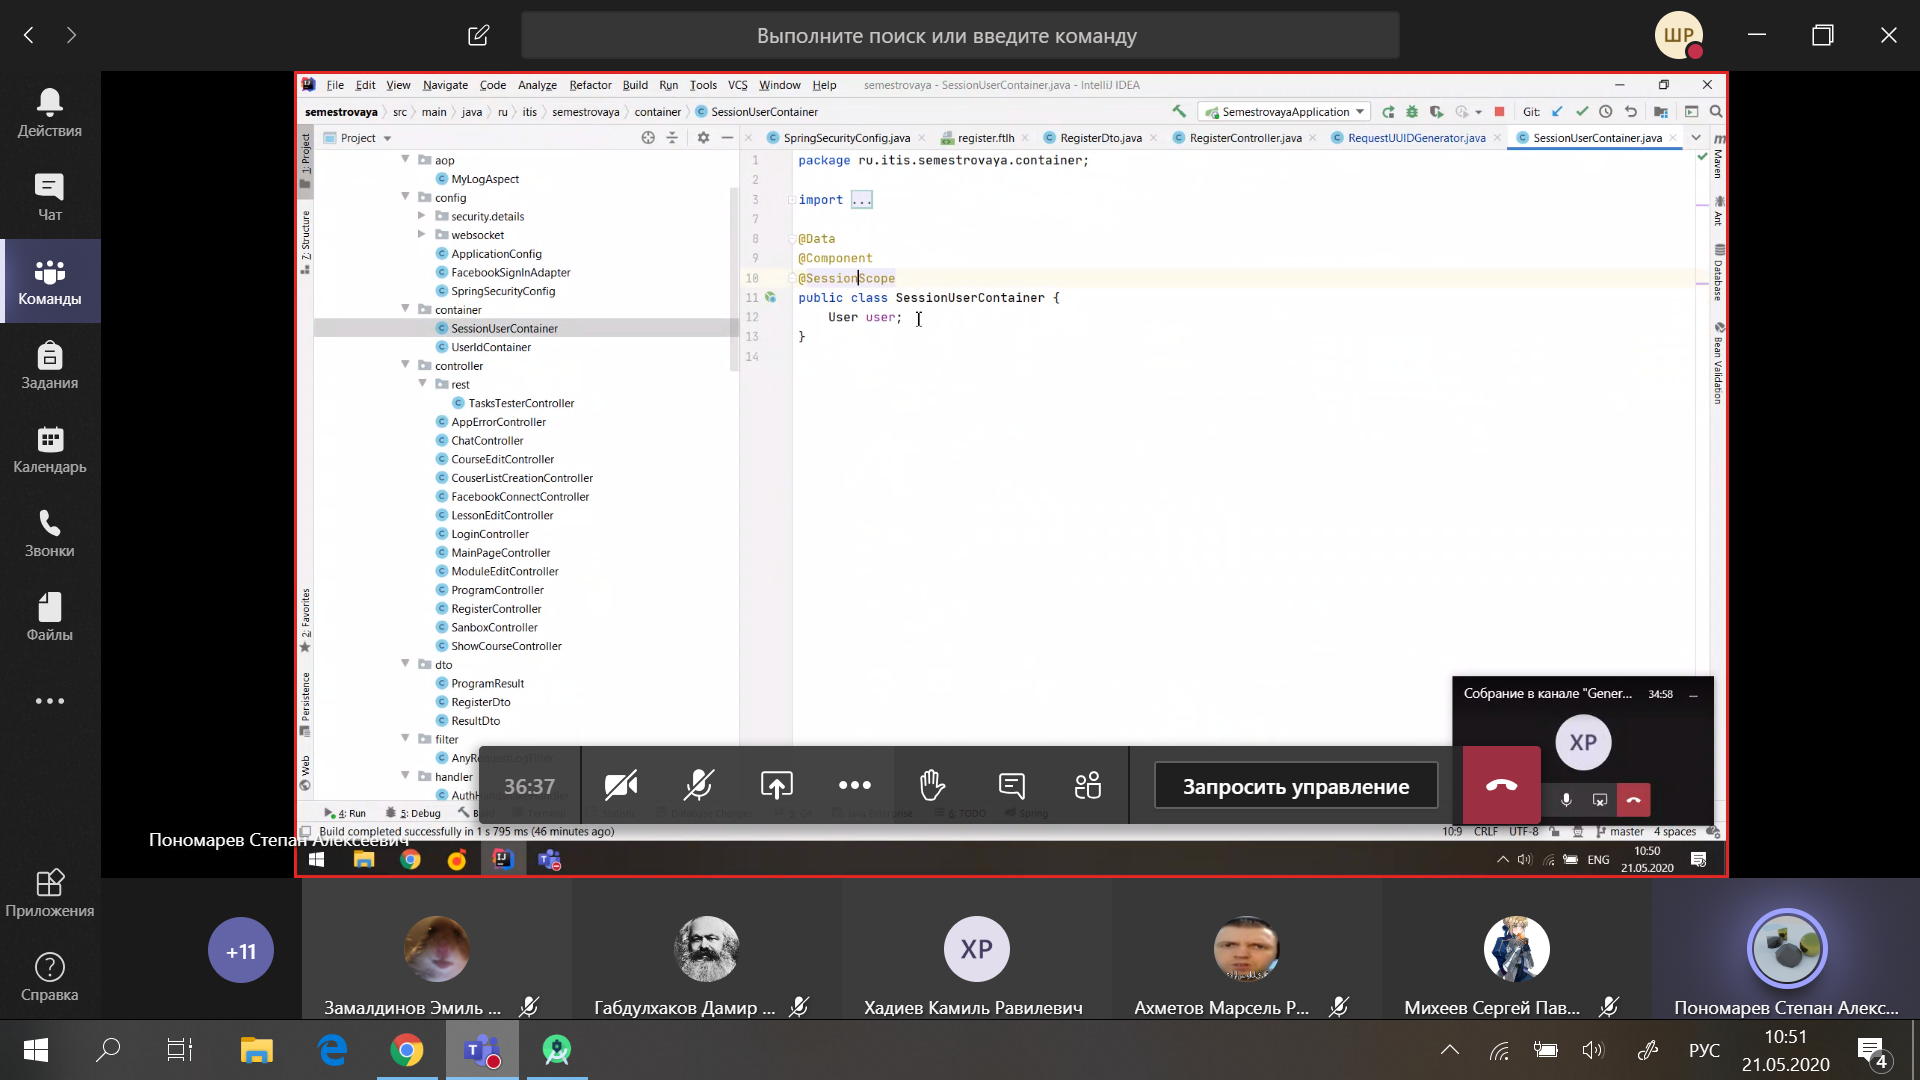 Выполните поиск или введите команду
ШР
Действия
Чат
Команды
Задания
Календарь
Звонки
Файлы
Приложения
Справка
File Edit View Navigate Code Analyze Refactor Build Run Tools VCS Window Help
semestrovaya - SessionUserContainer.java - IntelliJ IDEA
semestrovaya src main java ru itis semestrovaya container SessionUserContainer
SemestrovayaApplication
Git:
Project
SpringSecurityConfig.java
register.ftlh
RegisterDto.java
RegisterController.java
RequestUUIDGenerator.java
SessionUserContainer.java
1: Project
7: Structure
2: Favorites
Persistence
Web
aop
MyLogAspect
config
security.details
websocket
ApplicationConfig
FacebookSignInAdapter
SpringSecurityConfig
container
SessionUserContainer
UserIdContainer
controller
rest
TasksTesterController
AppErrorController
ChatController
CourseEditController
CouserListCreationController
FacebookConnectController
LessonEditController
LoginController
MainPageController
ModuleEditController
ProgramController
RegisterController
SanboxController
ShowCourseController
dto
ProgramResult
RegisterDto
ResultDto
filter
handler
1 package ru.itis.semestrovaya.container;
2
3 import ...
7
8 @Data
9 @Component
10 @SessionScope
11 public class SessionUserContainer {
12 User user;
13 }
14
Maven
Ant
Database
Bean Validation
Собрание в канале "Gener... 34:58
ХР
36:37
Запросить управление
4: Run 5: Debug
Terminal
Database Changes
Java Enterprise
6: TODO
Spring
Build completed successfully in 1 s 795 ms (46 minutes ago)
10:9 CRLF UTF-8 master 4 spaces
Пономарев Степан Алексеевич
ENG
10:50
21.05.2020
+11
Замалдинов Эмиль ...
Габдулхаков Дамир ...
ХР
Хадиев Камиль Равилевич
Ахметов Марсель Р...
Михеев Сергей Пав...
Пономарев Степан Алекс...
РУС
10:51
21.05.2020
4